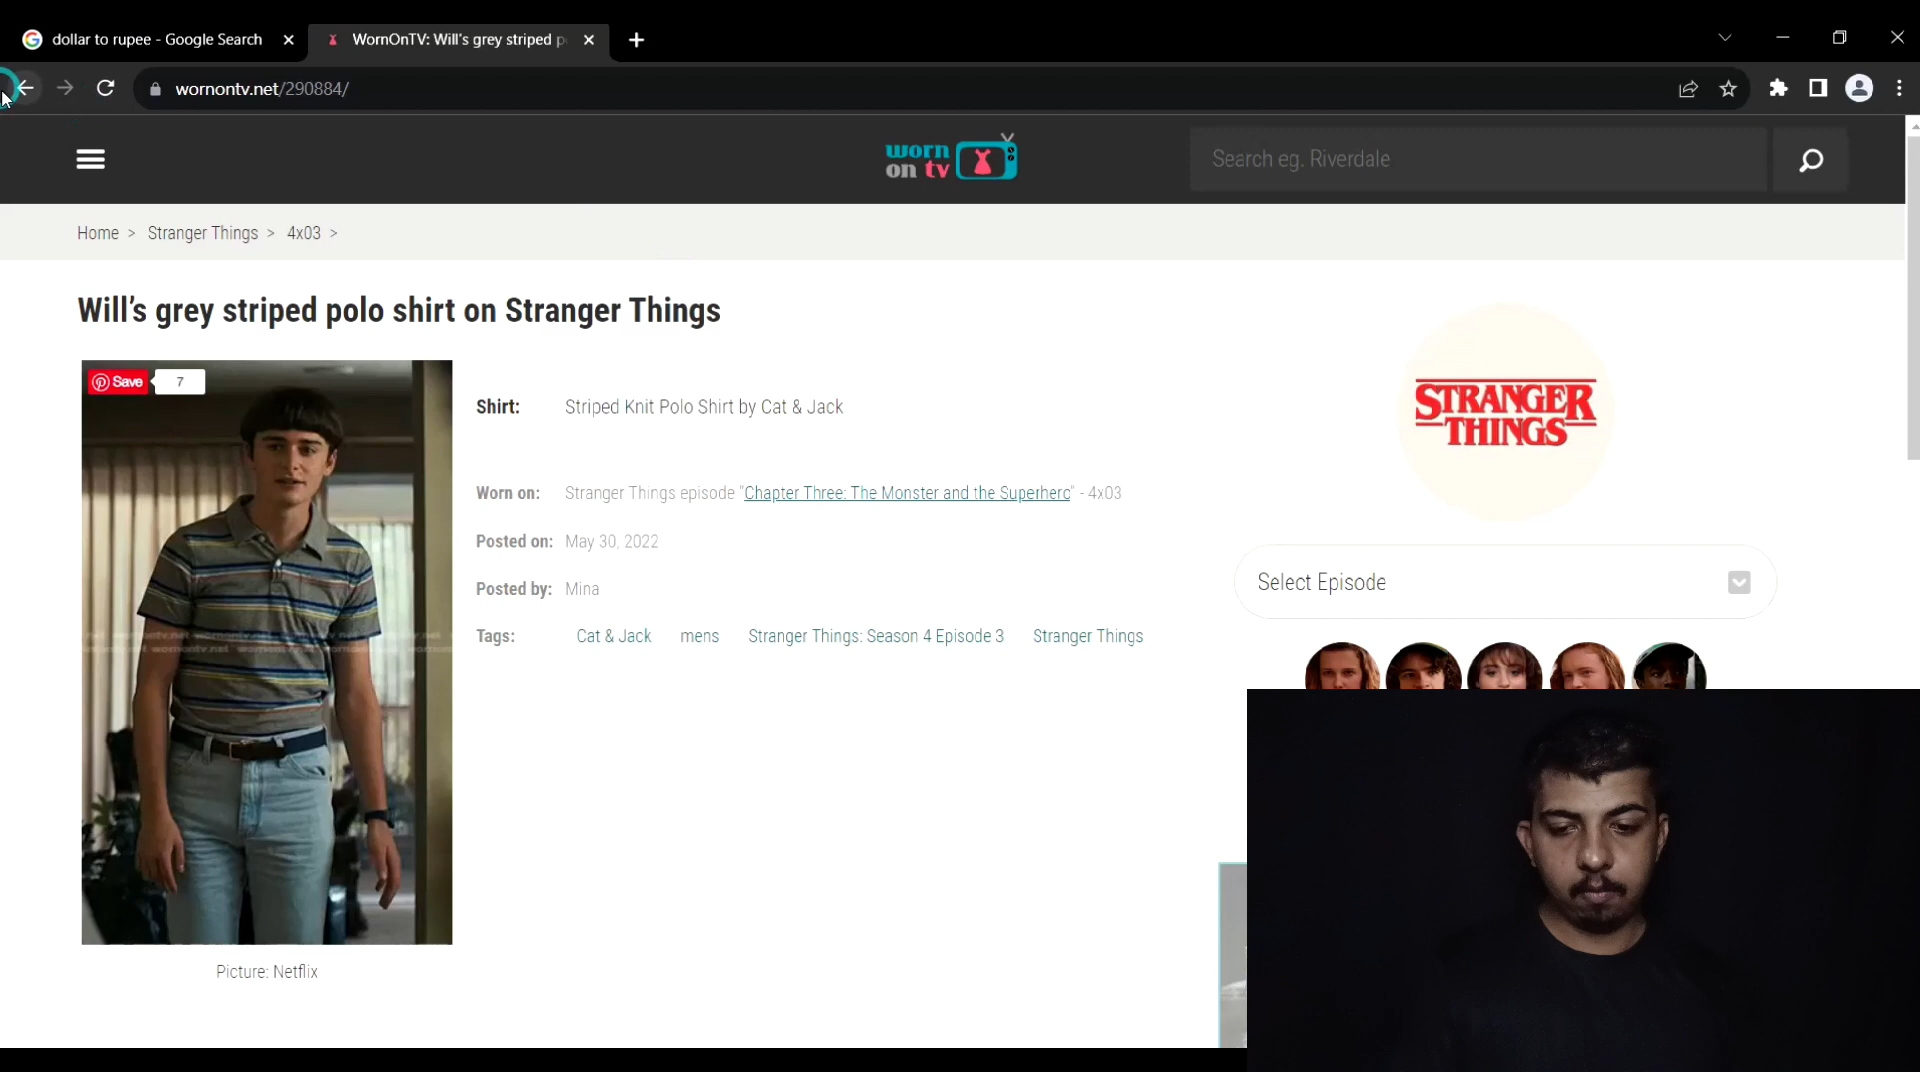 dollar to rupee - Google Search
WornOnTV: Will's grey striped p
wornontv.net/290884/
worn
on tv
Search eg. Riverdale
Home > Stranger Things > 4x03 >
Will's grey striped polo shirt on Stranger Things
Save 7
Shirt: Striped Knit Polo Shirt by Cat & Jack
STRANGER
THINGS
Worn on: Stranger Things episode "Chapter Three: The Monster and the Superhero" - 4x03
Posted on: May 30, 2022
Select Episode
Posted by: Mina
Tags: Cat & Jack mens Stranger Things: Season 4 Episode 3 Stranger Things
wornontv.net
Picture: Netflix